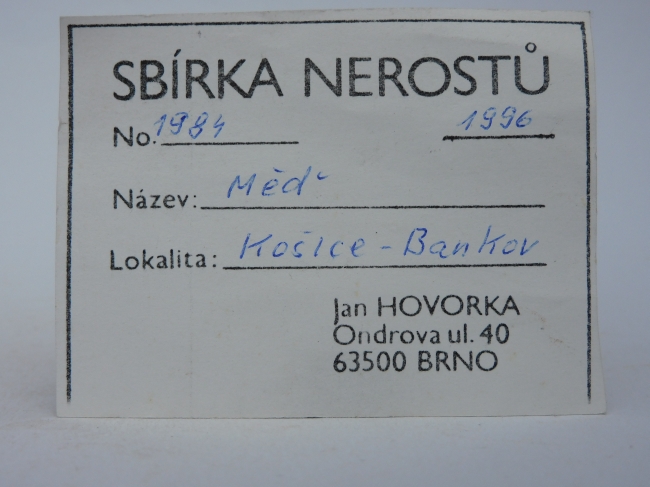 SBÍRKA NEROSTŮ
No. 1984 1996
Název: Měď
Lokalita: Košice - Bankov
Jan HOVORKA
Ondrova ul. 40
63500 BRNO